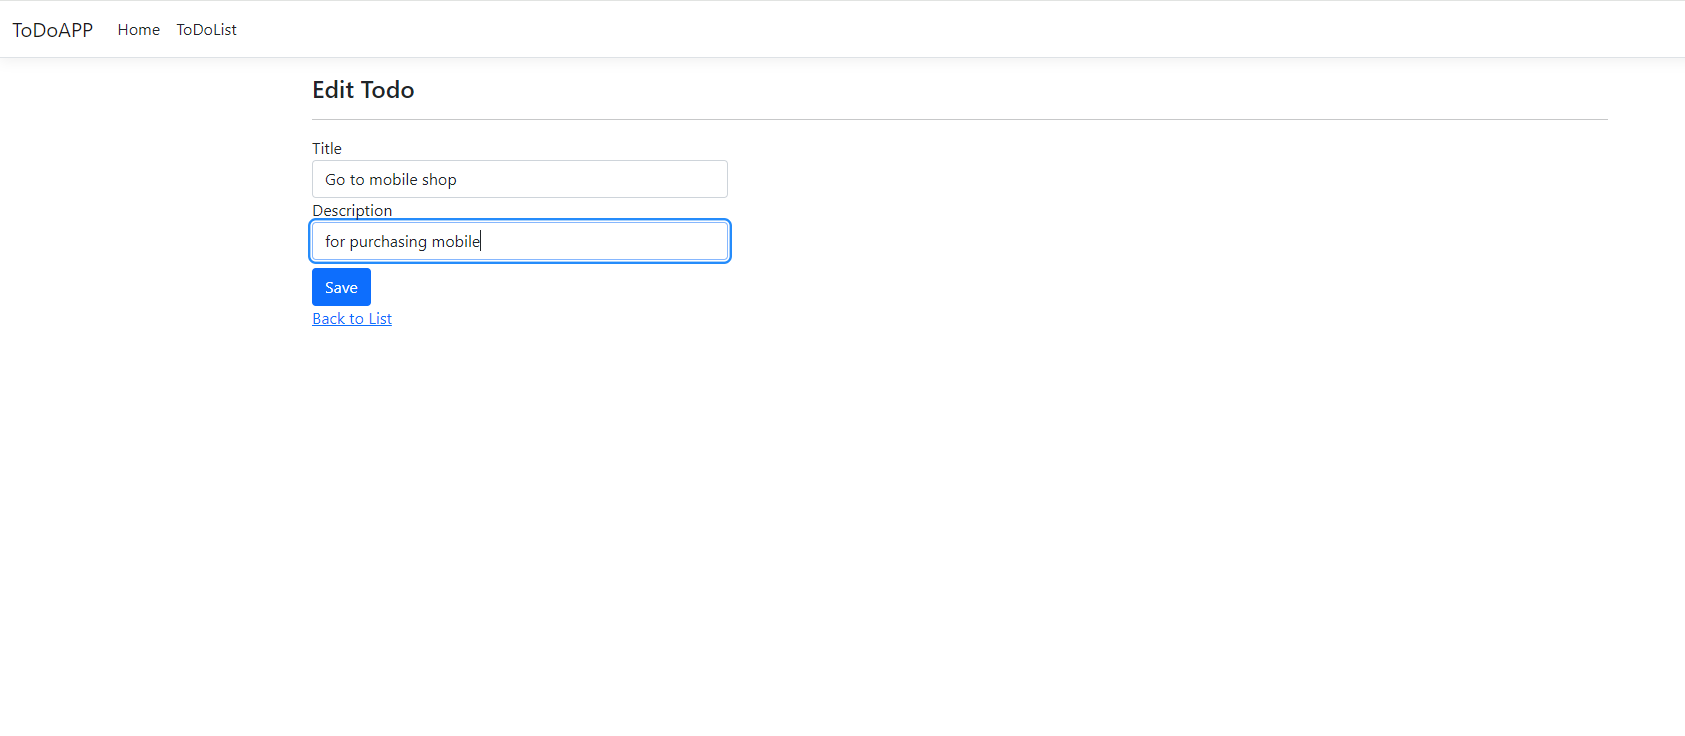 ToDoAPP Home ToDoList
Edit Todo
Title
Go to mobile shop
Description
for purchasing mobile
Save
Back to List